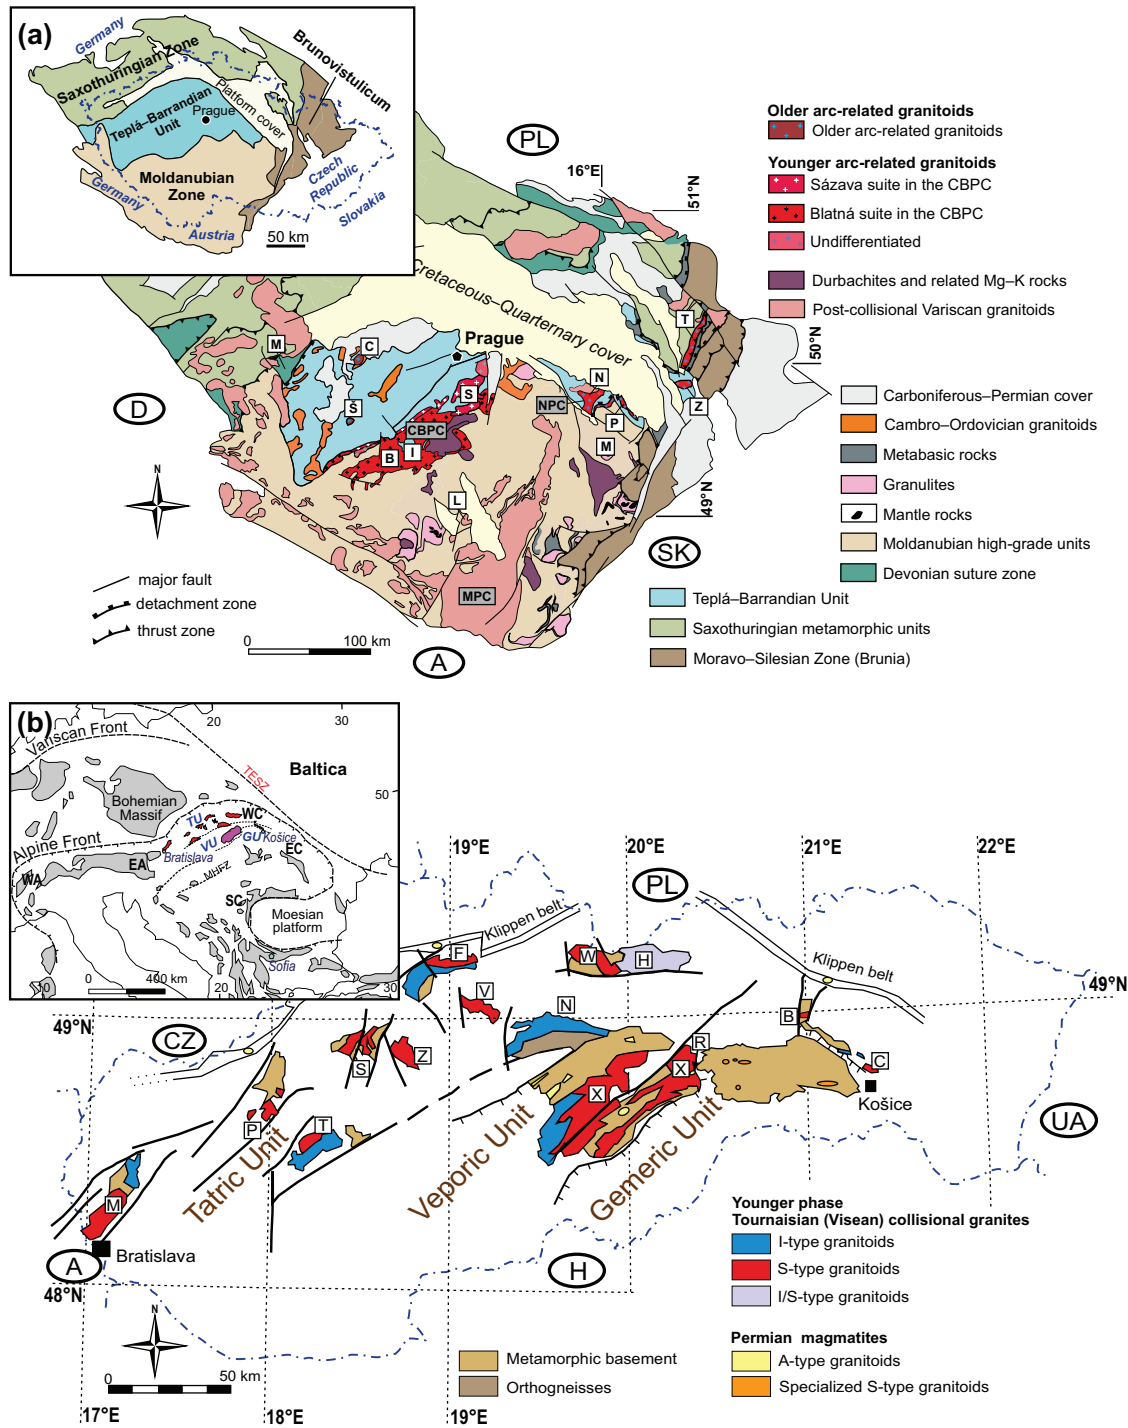 (a)
Germany
Saxothuringian Zone
Brunovistulicum
Platform cover
Teplá–Barrandian
Unit
Prague
Moldanubian
Zone
Czech
Republic
Germany
Slovakia
Austria
50 km
PL
16°E
51°N
Older arc-related granitoids
Older arc-related granitoids
Younger arc-related granitoids
Sázava suite in the CBPC
Blatná suite in the CBPC
Undifferentiated
Durbachites and related Mg–K rocks
Post-collisional Variscan granitoids
Cretaceous–Quarternary cover
T
50°N
M
C
Prague
N
Š
S
NPC
Z
D
CBPC
P
M
B
I
L
49°N
N
SK
MPC
A
major fault
detachment zone
thrust zone
0
100 km
Carboniferous–Permian cover
Cambro–Ordovician granitoids
Metabasic rocks
Granulites
Mantle rocks
Moldanubian high-grade units
Devonian suture zone
Teplá–Barrandian Unit
Saxothuringian metamorphic units
Moravo–Silesian Zone (Brunia)
(b)
20
30
Variscan Front
Baltica
TESZ
50
Bohemian
Massif
TU
WC
Alpine Front
VU
GU
Košice
Bratislava
EC
EA
WA
MHFZ
SC
Moesian
platform
Sofia
0
400 km
10
20
30
19°E
20°E
21°E
22°E
PL
Klippen belt
Klippen belt
F
W
H
V
N
B
49°N
49°N
CZ
S
Z
R
X
X
C
Košice
P
T
UA
Tatric Unit
Veporic Unit
Gemeric Unit
M
Bratislava
A
H
48°N
N
0
50 km
17°E
18°E
19°E
Younger phase
Tournaisian (Visean) collisional granites
I-type granitoids
S-type granitoids
I/S-type granitoids
Permian magmatites
A-type granitoids
Specialized S-type granitoids
Metamorphic basement
Orthogneisses